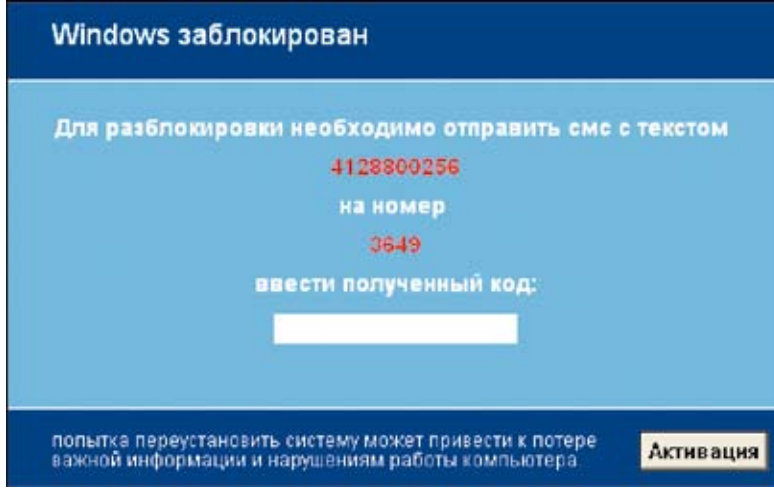 Windows заблокирован
Для разблокировки необходимо отправить смс с текстом
4128800256
на номер
3649
ввести полученный код:
попытка переустановить систему может привести к потере
важной информации и нарушениям работы компьютера
Активация